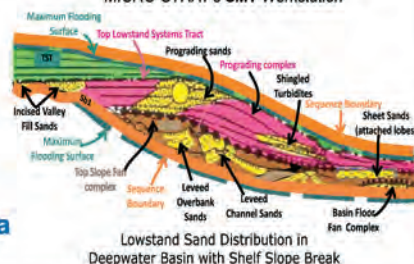 Maximum Flooding
Surface
Top Lowstand Systems Tract
TST
Prograding sands
Prograding complex
Shingled
Turbidites
Sequence Boundary
Sheet Sands
(attached lobes)
Incised Valley
Fill Sands
Sb1
Maximum
Flooding Surface
Top Slope Fan
complex
Sequence
Boundary
Leveed
Overbank
Sands
Leveed
Channel Sands
Basin Floor
Fan Complex
a
Lowstand Sand Distribution in
Deepwater Basin with Shelf Slope Break